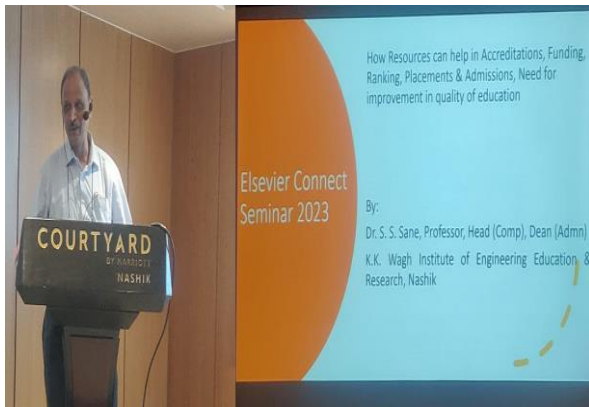 COURTYARD
BY MARRIOTT
NASHIK
Elsevier Connect
Seminar 2023
How Resources can help in Accreditations, Funding,
Ranking, Placements & Admissions, Need for
improvement in quality of education
By:
Dr. S. S. Sane, Professor, Head (Comp), Dean (Admn)
K.K. Wagh Institute of Engineering Education &
Research, Nashik